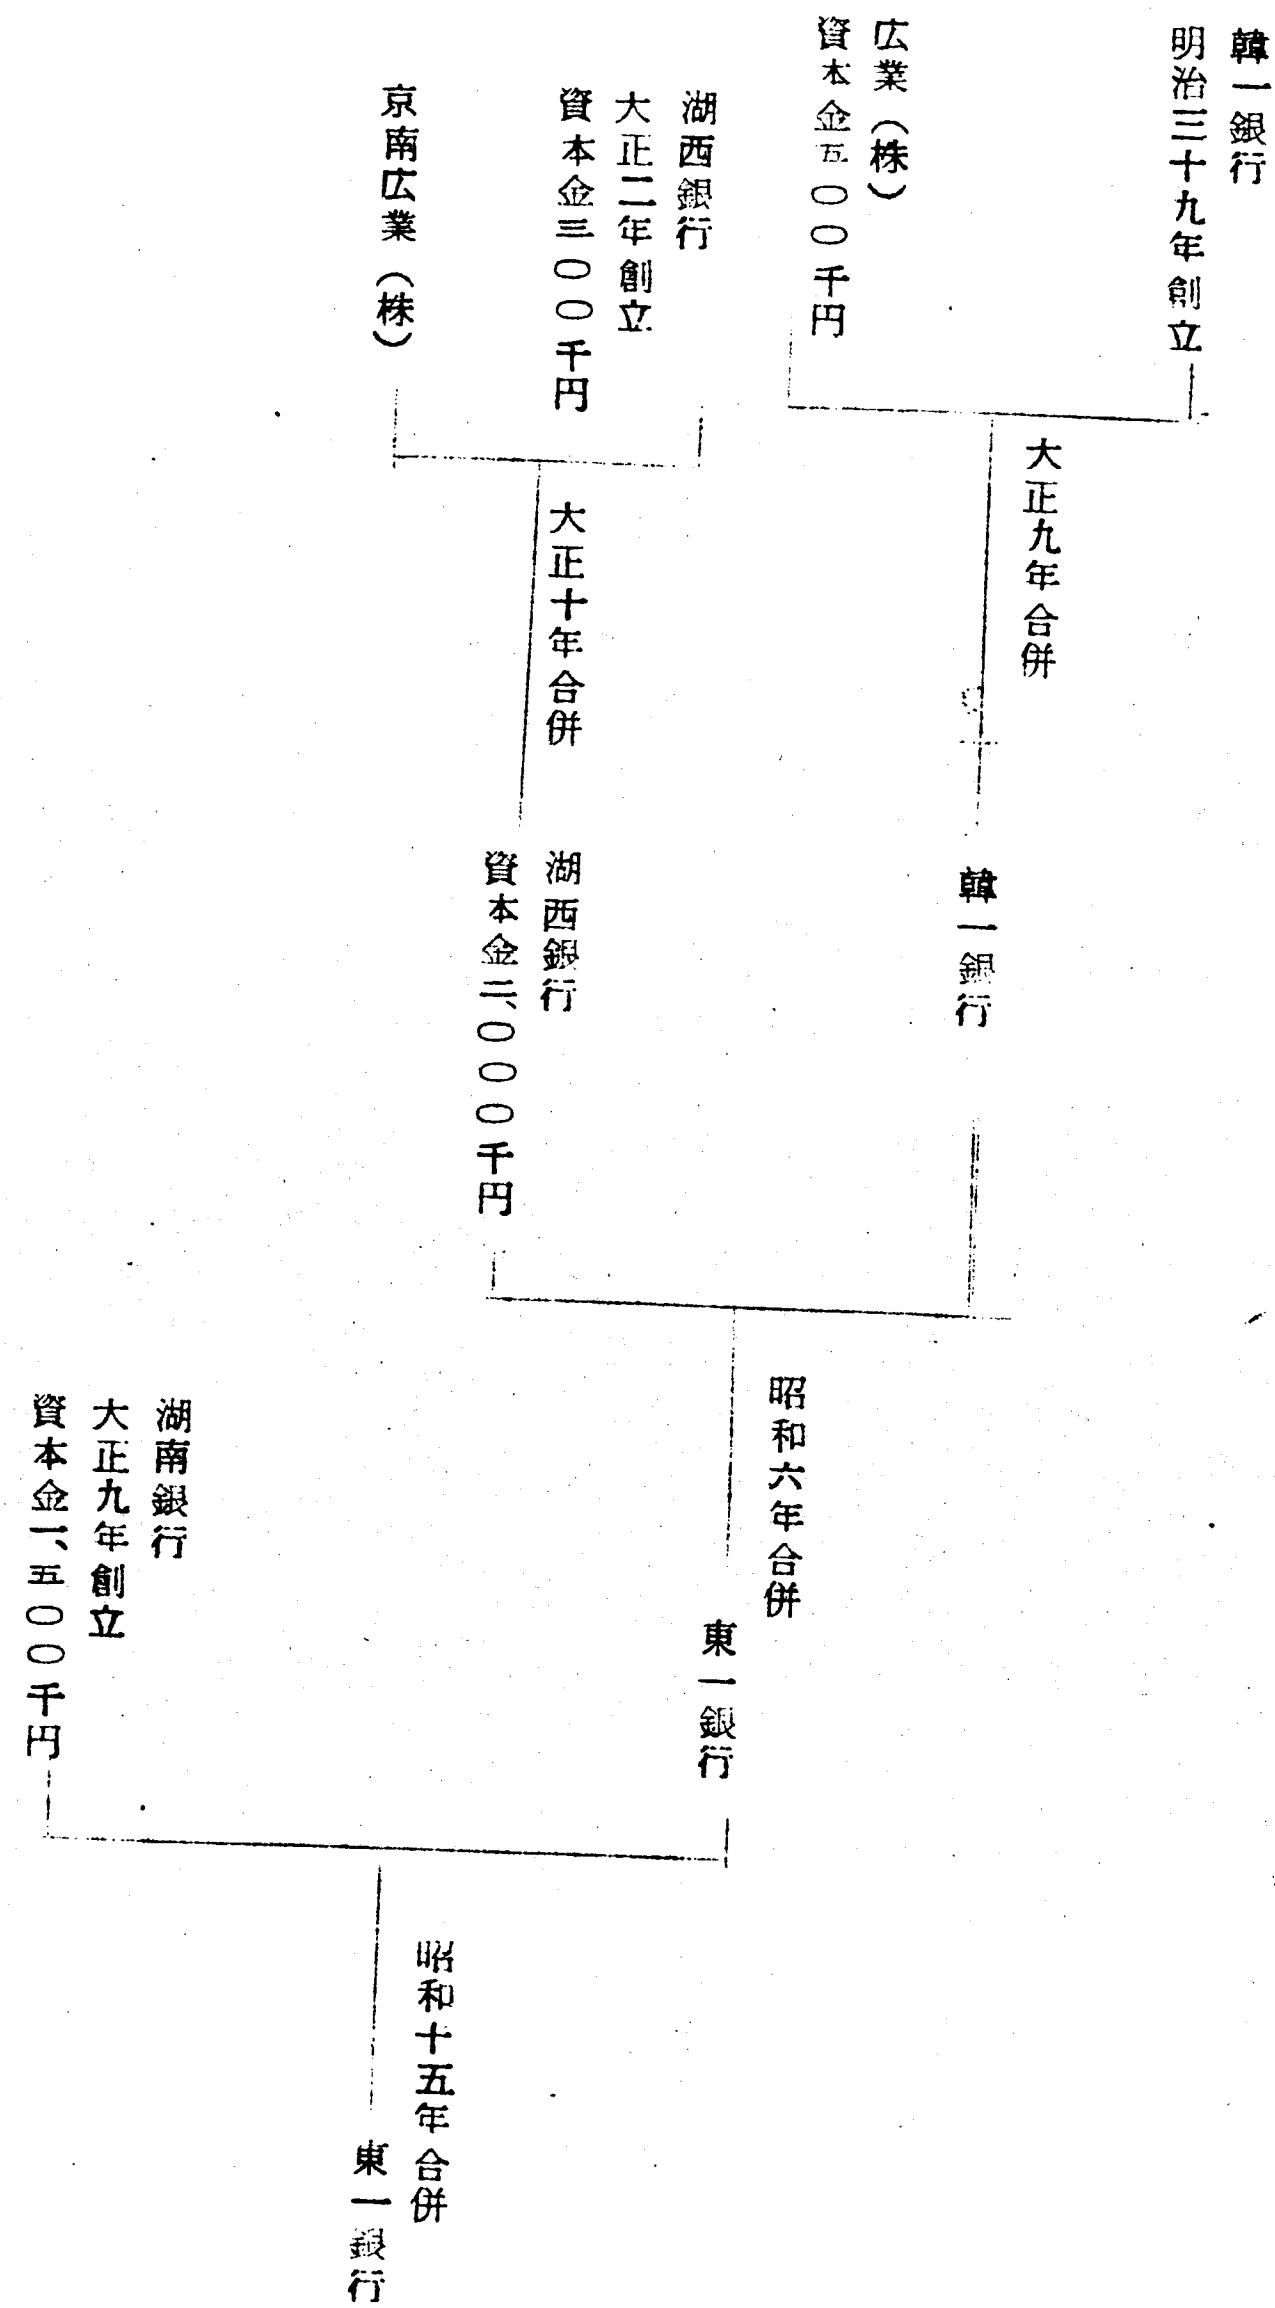 韓一銀行
明治三十九年創立
広業（株）
資本金五〇〇千円
大正九年合併
韓一銀行
湖西銀行
大正二年創立
資本金三〇〇千円
京南広業（株）
大正十年合併
湖西銀行
資本金二、〇〇〇千円
昭和六年合併
東一銀行
湖南銀行
大正九年創立
資本金一、五〇〇千円
昭和十五年合併
東一銀行